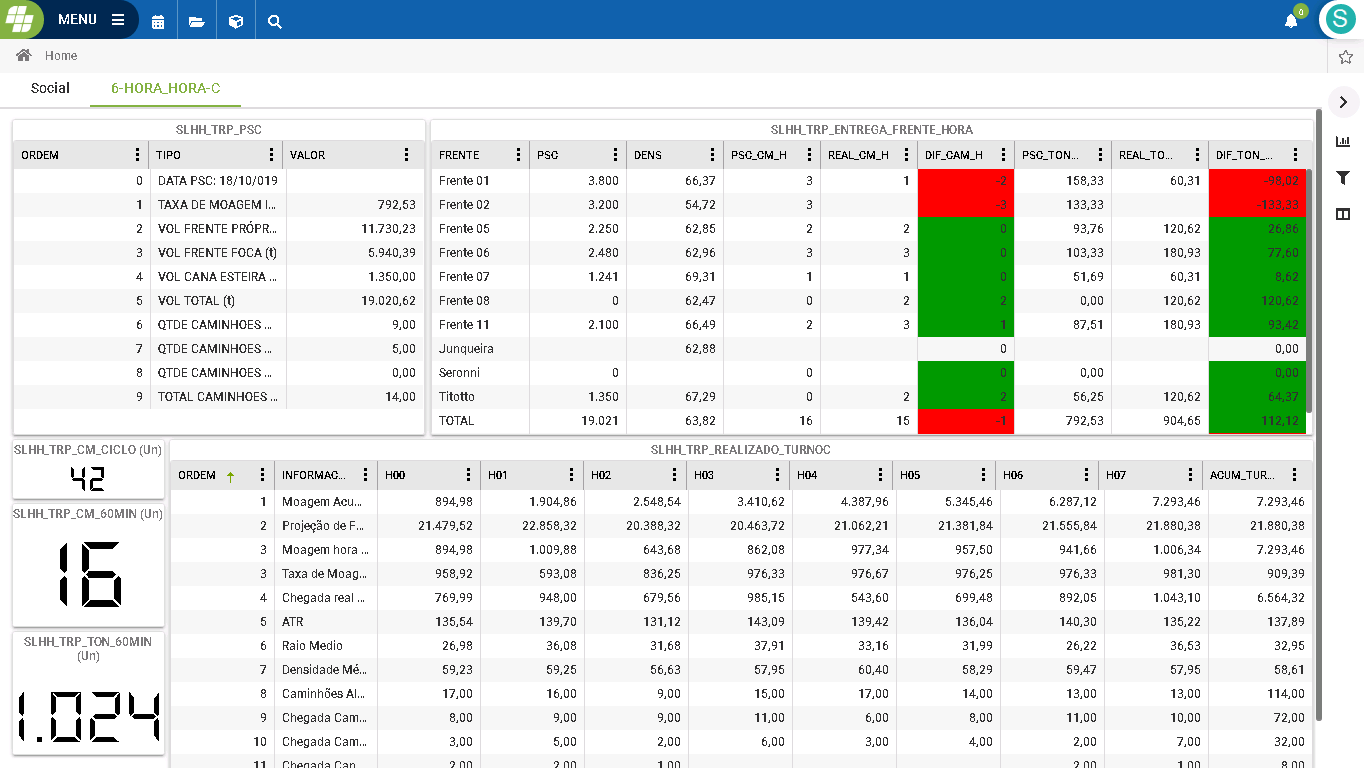 MENU
0
S
Home
Social 6-HORA_HORA-C
SLHH_TRP_PSC
ORDEM TIPO VALOR
0 DATA PSC: 18/10/019
1 TAXA DE MOAGEM I... 792,53
2 VOL FRENTE PRÓPR... 11.730,23
3 VOL FRENTE FOCA (t) 5.940,39
4 VOL CANA ESTEIRA ... 1.350,00
5 VOL TOTAL (t) 19.020,62
6 QTDE CAMINHOES ... 9,00
7 QTDE CAMINHOES ... 5,00
8 QTDE CAMINHOES ... 0,00
9 TOTAL CAMINHOES ... 14,00
SLHH_TRP_ENTREGA_FRENTE_HORA
FRENTE PSC DENS PSC_CM_H REAL_CM_H DIF_CAM_H PSC_TON... REAL_TO... DIF_TON_...
Frente 01 3.800 66,37 3 1 -2 158,33 60,31 -98,02
Frente 02 3.200 54,72 3 -3 133,33 -133,33
Frente 05 2.250 62,85 2 2 0 93,76 120,62 26,86
Frente 06 2.480 62,96 3 3 0 103,33 180,93 77,60
Frente 07 1.241 69,31 1 1 0 51,69 60,31 8,62
Frente 08 0 62,47 0 2 2 0,00 120,62 120,62
Frente 11 2.100 66,49 2 3 1 87,51 180,93 93,42
Junqueira 62,88 0 0,00
Seronni 0 0 0 0,00 0,00
Titotto 1.350 67,29 0 2 2 56,25 120,62 64,37
TOTAL 19.021 63,82 16 15 -1 792,53 904,65 112,12
SLHH_TRP_CM_CICLO (Un)
42
SLHH_TRP_CM_60MIN (Un)
16
SLHH_TRP_TON_60MIN
(Un)
1.024
SLHH_TRP_REALIZADO_TURNOC
ORDEM INFORMAC... H00 H01 H02 H03 H04 H05 H06 H07 ACUM_TUR...
1 Moagem Acu... 894,98 1.904,86 2.548,54 3.410,62 4.387,96 5.345,46 6.287,12 7.293,46 7.293,46
2 Projeção de F... 21.479,52 22.858,32 20.388,32 20.463,72 21.062,21 21.381,84 21.555,84 21.880,38 21.880,38
3 Moagem hora ... 894,98 1.009,88 643,68 862,08 977,34 957,50 941,66 1.006,34 7.293,46
3 Taxa de Moag... 958,92 593,08 836,25 976,33 976,67 976,25 976,33 981,30 909,39
4 Chegada real ... 769,99 948,00 679,56 985,15 543,60 699,48 892,05 1.043,10 6.564,32
5 ATR 135,54 139,70 131,12 143,09 139,42 136,04 140,30 135,22 137,89
6 Raio Medio 26,98 36,08 31,68 37,91 33,16 31,99 26,22 36,53 32,95
7 Densidade Mé... 59,23 59,25 56,63 57,95 60,40 58,29 59,47 57,95 58,61
8 Caminhões Al... 17,00 16,00 9,00 15,00 17,00 14,00 13,00 13,00 114,00
9 Chegada Cam... 8,00 9,00 9,00 11,00 6,00 8,00 11,00 10,00 72,00
10 Chegada Cam... 3,00 5,00 2,00 6,00 3,00 4,00 2,00 7,00 32,00
11 Chegada Can... 2,00 2,00 1,00 2,00 1,00 8,00